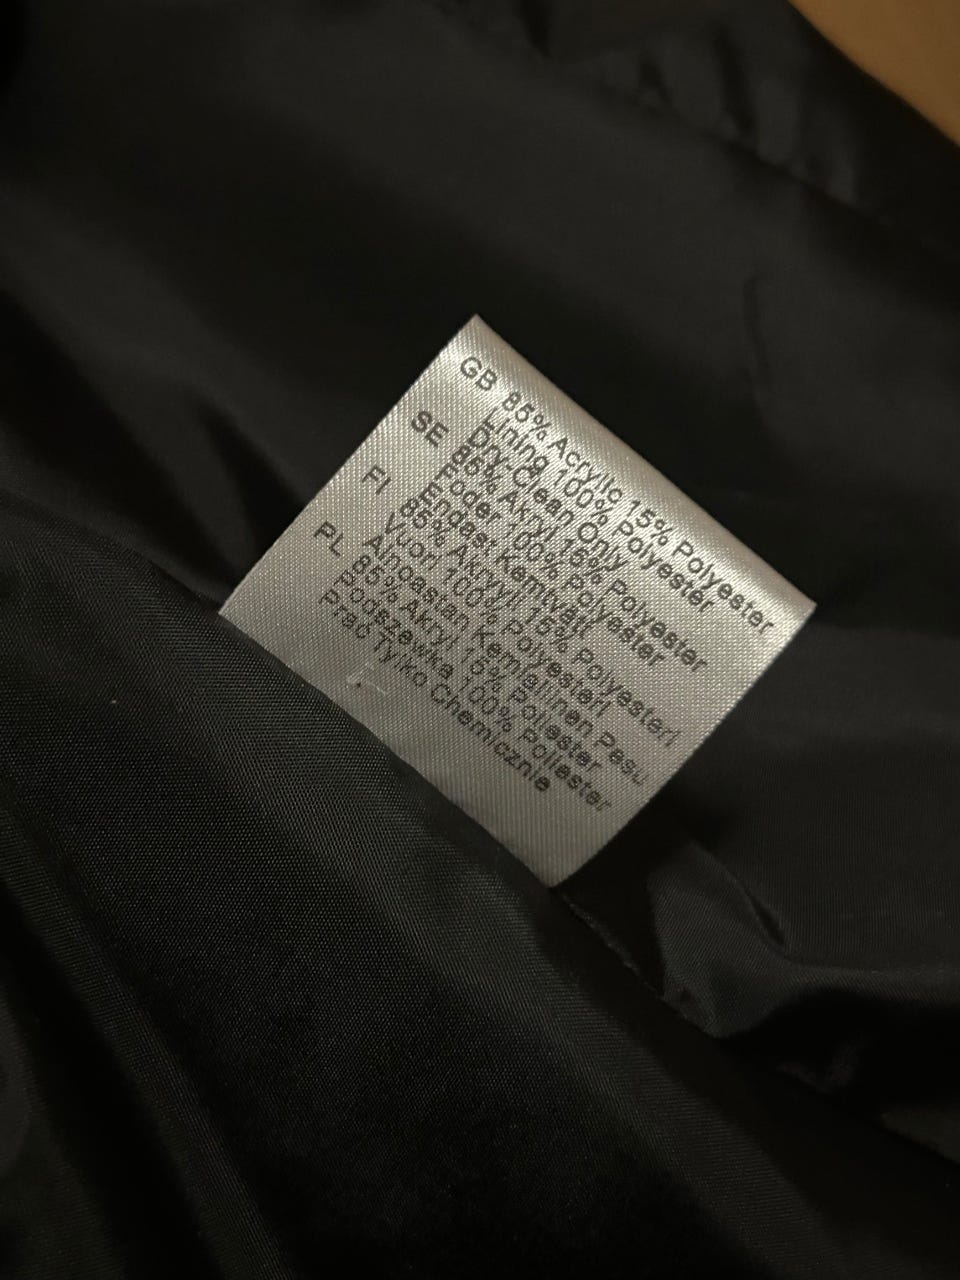 GB 85% Acrylic 15% Polyester
Lining 100% Polyester
Dry-Clean Only
SE 85% Akryl 15% Polyester
Foder 100% Polyester
Endast Kemtvätt
FI 85% Akryyli 15% Polyesteri
Vuori 100% Polyesteri
Ainoastan Kemiallinen Pesu
PL 85% Akryl 15% Poliester
Podszewka 100% Poliester
Prać Tylko Chemicznie